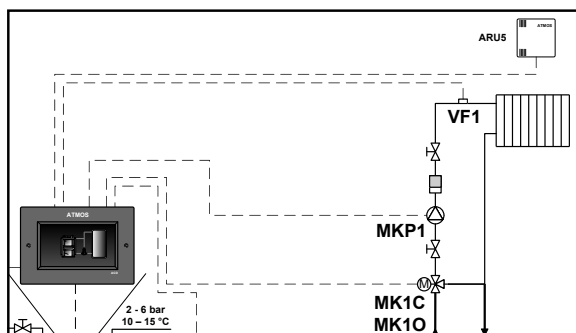 ARU5
ATMOS
VF1
ATMOS
MKP1
M
MK1C
MK1O
2 - 6 bar
10 – 15 °C